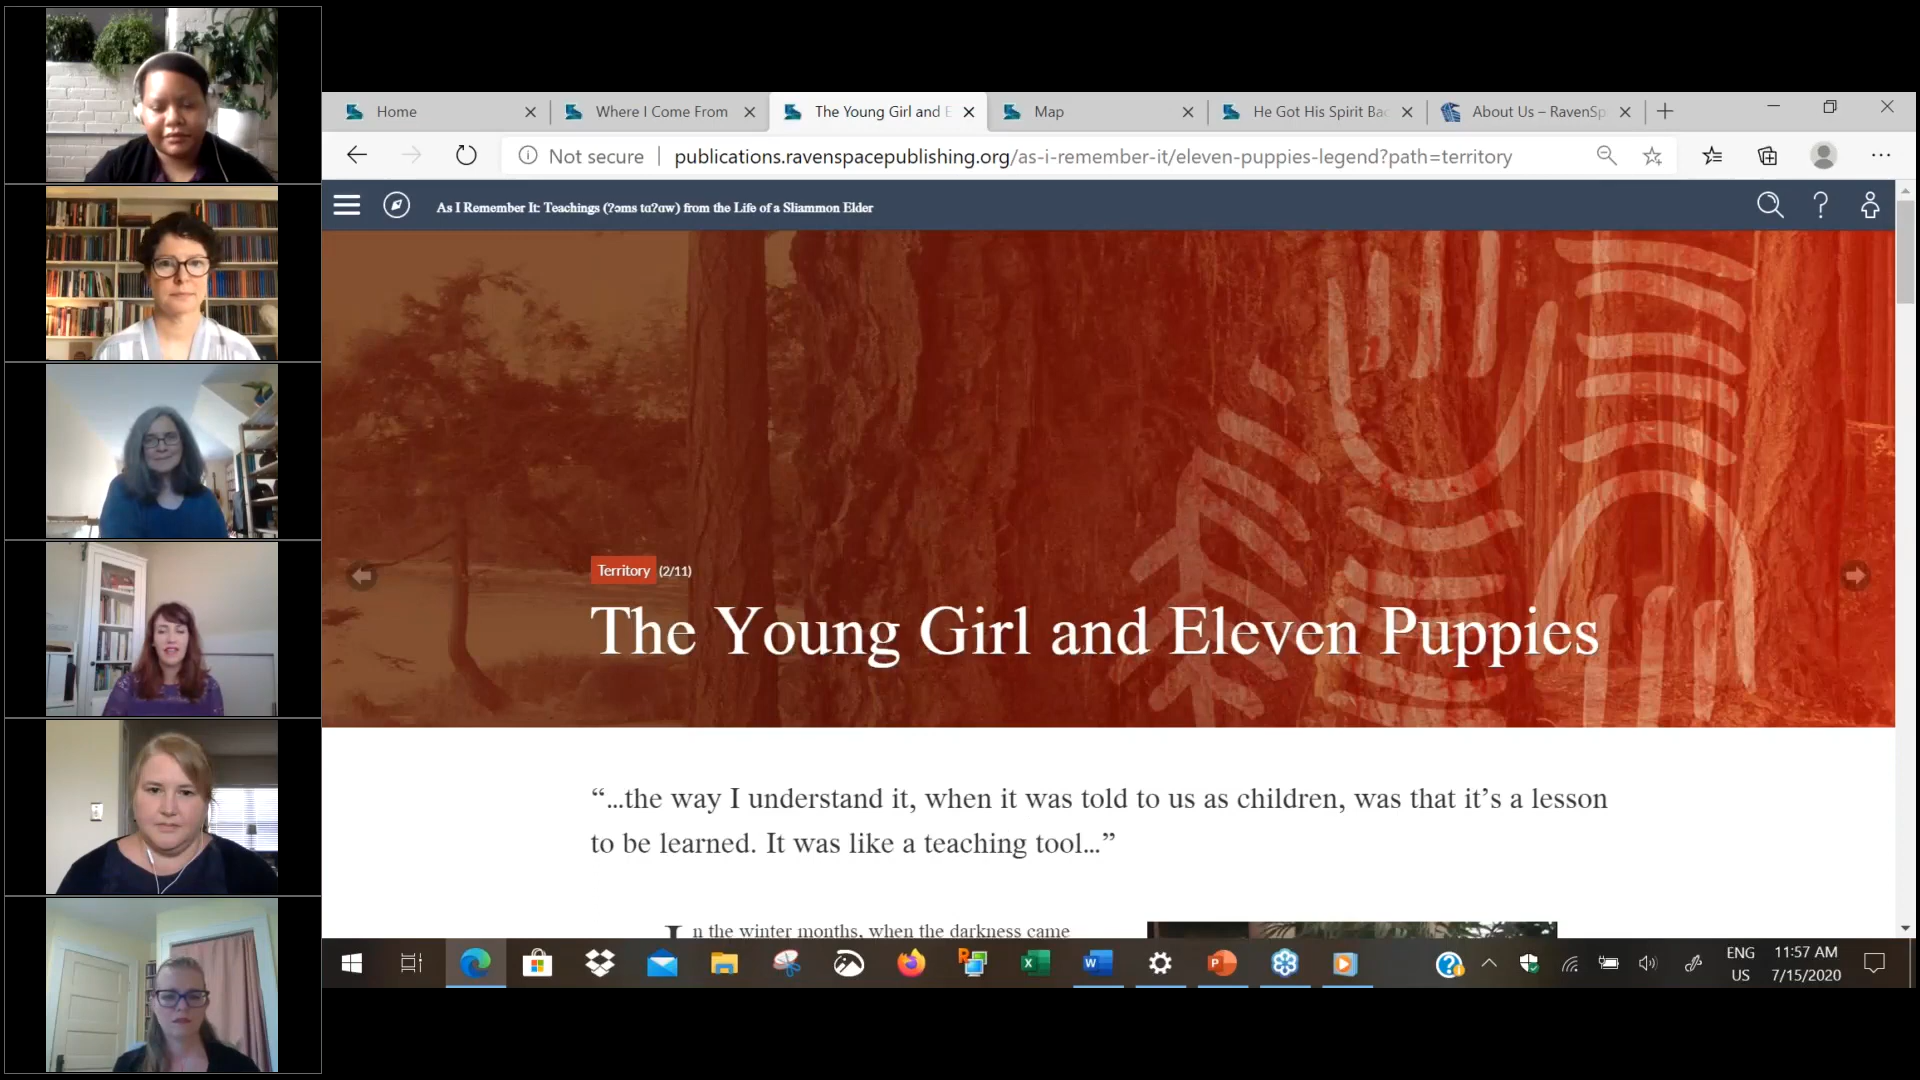 Home
Where I Come From
The Young Girl and E
Map
He Got His Spirit Bac
About Us – RavenSp
Not secure
publications.ravenspacepublishing.org/as-i-remember-it/eleven-puppies-legend?path=territory
As I Remember It: Teachings (ʔəms tɑʔɑw) from the Life of a Sliammon Elder
Territory (2/11)
The Young Girl and Eleven Puppies
“...the way I understand it, when it was told to us as children, was that it’s a lesson
to be learned. It was like a teaching tool...”
In the winter months, when the darkness came
ENG
US
11:57 AM
7/15/2020